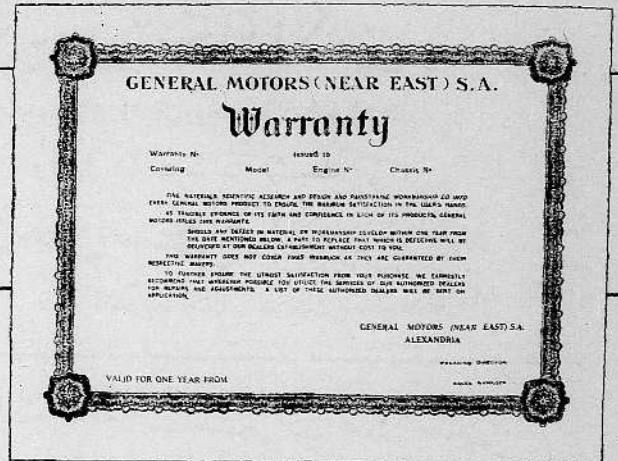 GENERAL MOTORS (NEAR EAST) S.A.
Warranty
Warranty Nº Issued to
Covering Model Engine Nº Chassis Nº
FINE MATERIALS, SCIENTIFIC RESEARCH AND DESIGN AND PAINSTAKING WORKMANSHIP GO INTO
EVERY GENERAL MOTORS PRODUCT TO ENSURE THE MAXIMUM SATISFACTION IN THE USER'S HANDS.
AS TANGIBLE EVIDENCE OF ITS FAITH AND CONFIDENCE IN EACH OF ITS PRODUCTS, GENERAL
MOTORS ISSUES THIS WARRANTY.
SHOULD ANY DEFECT IN MATERIAL OR WORKMANSHIP DEVELOP WITHIN ONE YEAR FROM
THE DATE MENTIONED BELOW, A PART TO REPLACE THAT WHICH IS DEFECTIVE WILL BE
DELIVERED AT OUR DEALERS ESTABLISHMENT WITHOUT COST TO YOU.
THIS WARRANTY DOES NOT COVER TIRES AS THEY ARE GUARANTEED BY THEIR
RESPECTIVE MAKERS.
TO FURTHER ENSURE THE UTMOST SATISFACTION FROM YOUR PURCHASE WE EARNESTLY
RECOMMEND THAT WHEREVER POSSIBLE YOU UTILIZE THE SERVICES OF OUR AUTHORIZED DEALERS
FOR REPAIRS AND ADJUSTMENTS. A LIST OF THESE AUTHORIZED DEALERS WILL BE SENT ON
APPLICATION.
GENERAL MOTORS (NEAR EAST) S.A.
ALEXANDRIA
MANAGING DIRECTOR
VALID FOR ONE YEAR FROM
SALES MANAGER